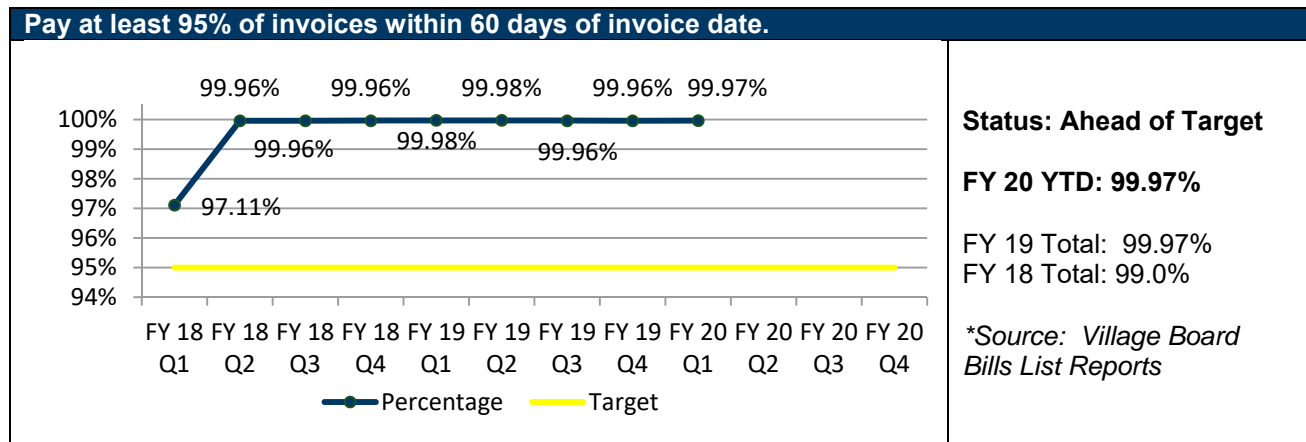 Pay at least 95% of invoices within 60 days of invoice date.
99.96% 99.96% 99.98% 99.96% 99.97%
99.96% 99.98% 99.96%
97.11%
100%
99%
98%
97%
96%
95%
94%
FY 18 FY 18 FY 18 FY 18 FY 19 FY 19 FY 19 FY 19 FY 20 FY 20 FY 20 FY 20
Q1 Q2 Q3 Q4 Q1 Q2 Q3 Q4 Q1 Q2 Q3 Q4
Percentage Target
Status: Ahead of Target
FY 20 YTD: 99.97%
FY 19 Total: 99.97%
FY 18 Total: 99.0%
*Source: Village Board
Bills List Reports